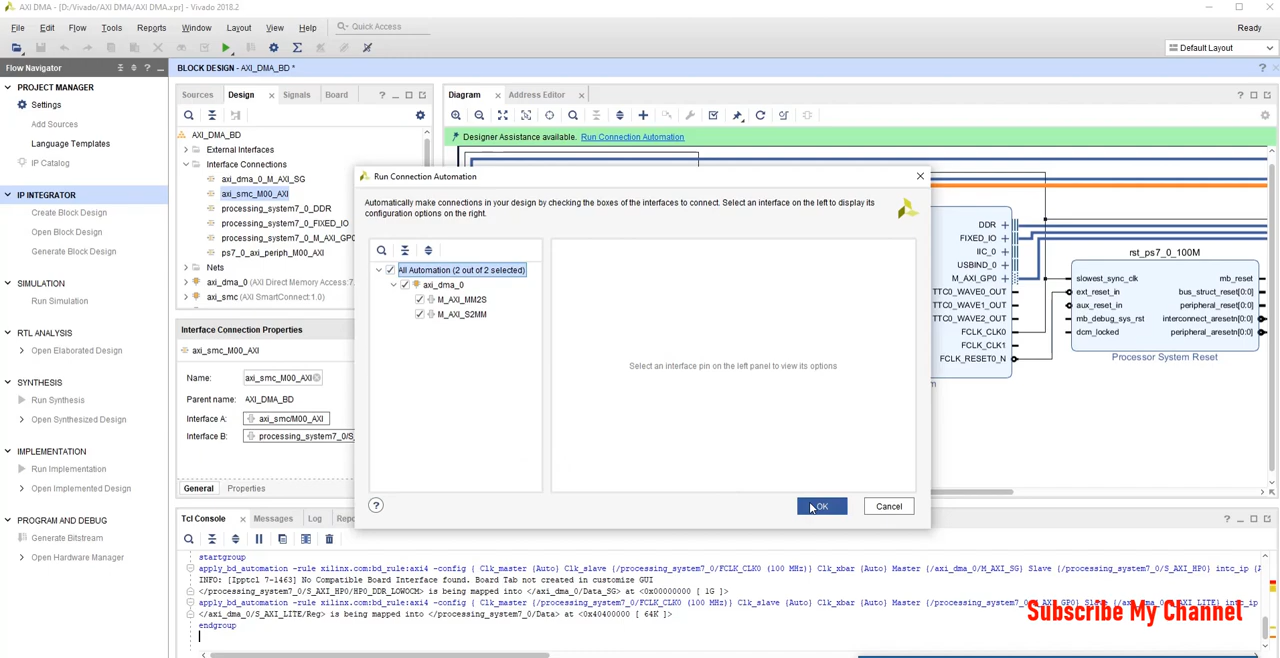 AXI DMA - [D:/Vivado/AXI DMA/AXI DMA.xpr] - Vivado 2018.2
File Edit Flow Tools Reports Window Layout View Help Quick Access
Ready
Default Layout
Flow Navigator
PROJECT MANAGER
Settings
Add Sources
Language Templates
IP Catalog
IP INTEGRATOR
Create Block Design
Open Block Design
Generate Block Design
SIMULATION
Run Simulation
RTL ANALYSIS
Open Elaborated Design
SYNTHESIS
Run Synthesis
Open Synthesized Design
IMPLEMENTATION
Run Implementation
Open Implemented Design
PROGRAM AND DEBUG
Generate Bitstream
Open Hardware Manager
BLOCK DESIGN - AXI_DMA_BD *
Sources Design Signals Board
AXI_DMA_BD
External Interfaces
Interface Connections
axi_dma_0_M_AXI_SG
axi_smc_M00_AXI
processing_system7_0_DDR
processing_system7_0_FIXED_IO
processing_system7_0_M_AXI_GP0
ps7_0_axi_periph_M00_AXI
Nets
axi_dma_0 (AXI Direct Memory Access:7.
axi_smc (AXI SmartConnect:1.0)
Interface Connection Properties
axi_smc_M00_AXI
Name: axi_smc_M00_AXI
Parent name: AXI_DMA_BD
Interface A: axi_smc/M00_AXI
Interface B: processing_system7_0/S_
General Properties
Diagram Address Editor
Designer Assistance available. Run Connection Automation
Run Connection Automation
Automatically make connections in your design by checking the boxes of the interfaces to connect. Select an interface on the left to display its
configuration options on the right.
All Automation (2 out of 2 selected)
axi_dma_0
M_AXI_MM2S
M_AXI_S2MM
Select an interface pin on the left panel to view its options
OK Cancel
DDR
FIXED_IO
IIC_0
USBIND_0
M_AXI_GP0
TTC0_WAVE0_OUT
TTC0_WAVE1_OUT
TTC0_WAVE2_OUT
FCLK_CLK0
FCLK_CLK1
FCLK_RESET0_N
rst_ps7_0_100M
slowest_sync_clk mb_reset
ext_reset_in bus_struct_reset[0:0]
aux_reset_in peripheral_reset[0:0]
mb_debug_sys_rst interconnect_aresetn[0:0]
dcm_locked peripheral_aresetn[0:0]
Processor System Reset
Tcl Console Messages Log Repo
startgroup
apply_bd_automation -rule xilinx.com:bd_rule:axi4 -config { Clk_master {Auto} Clk_slave {/processing_system7_0/FCLK_CLK0 (100 MHz)} Clk_xbar {Auto} Master {/axi_dma_0/M_AXI_SG} Slave {/processing_system7_0/S_AXI_HP0} intc_ip {A
INFO: [Ipptcl 7-1463] No Compatible Board Interface found. Board Tab not created in customize GUI
</processing_system7_0/S_AXI_HP0/HP0_DDR_LOWOCM> is being mapped into </axi_dma_0/Data_SG> at <0x00000000 [ 1G ]>
apply_bd_automation -rule xilinx.com:bd_rule:axi4 -config { Clk_master {/processing_system7_0/FCLK_CLK0 (100 MHz)} Clk_slave {Auto} Clk_xbar {Auto} Master {/processing_system7_0/M_AXI_GP0} Slave {/axi_dma_0/S_AXI_LITE} intc_ip
</axi_dma_0/S_AXI_LITE/Reg> is being mapped into </processing_system7_0/Data> at <0x40400000 [ 64K ]>
endgroup
Subscribe My Channel